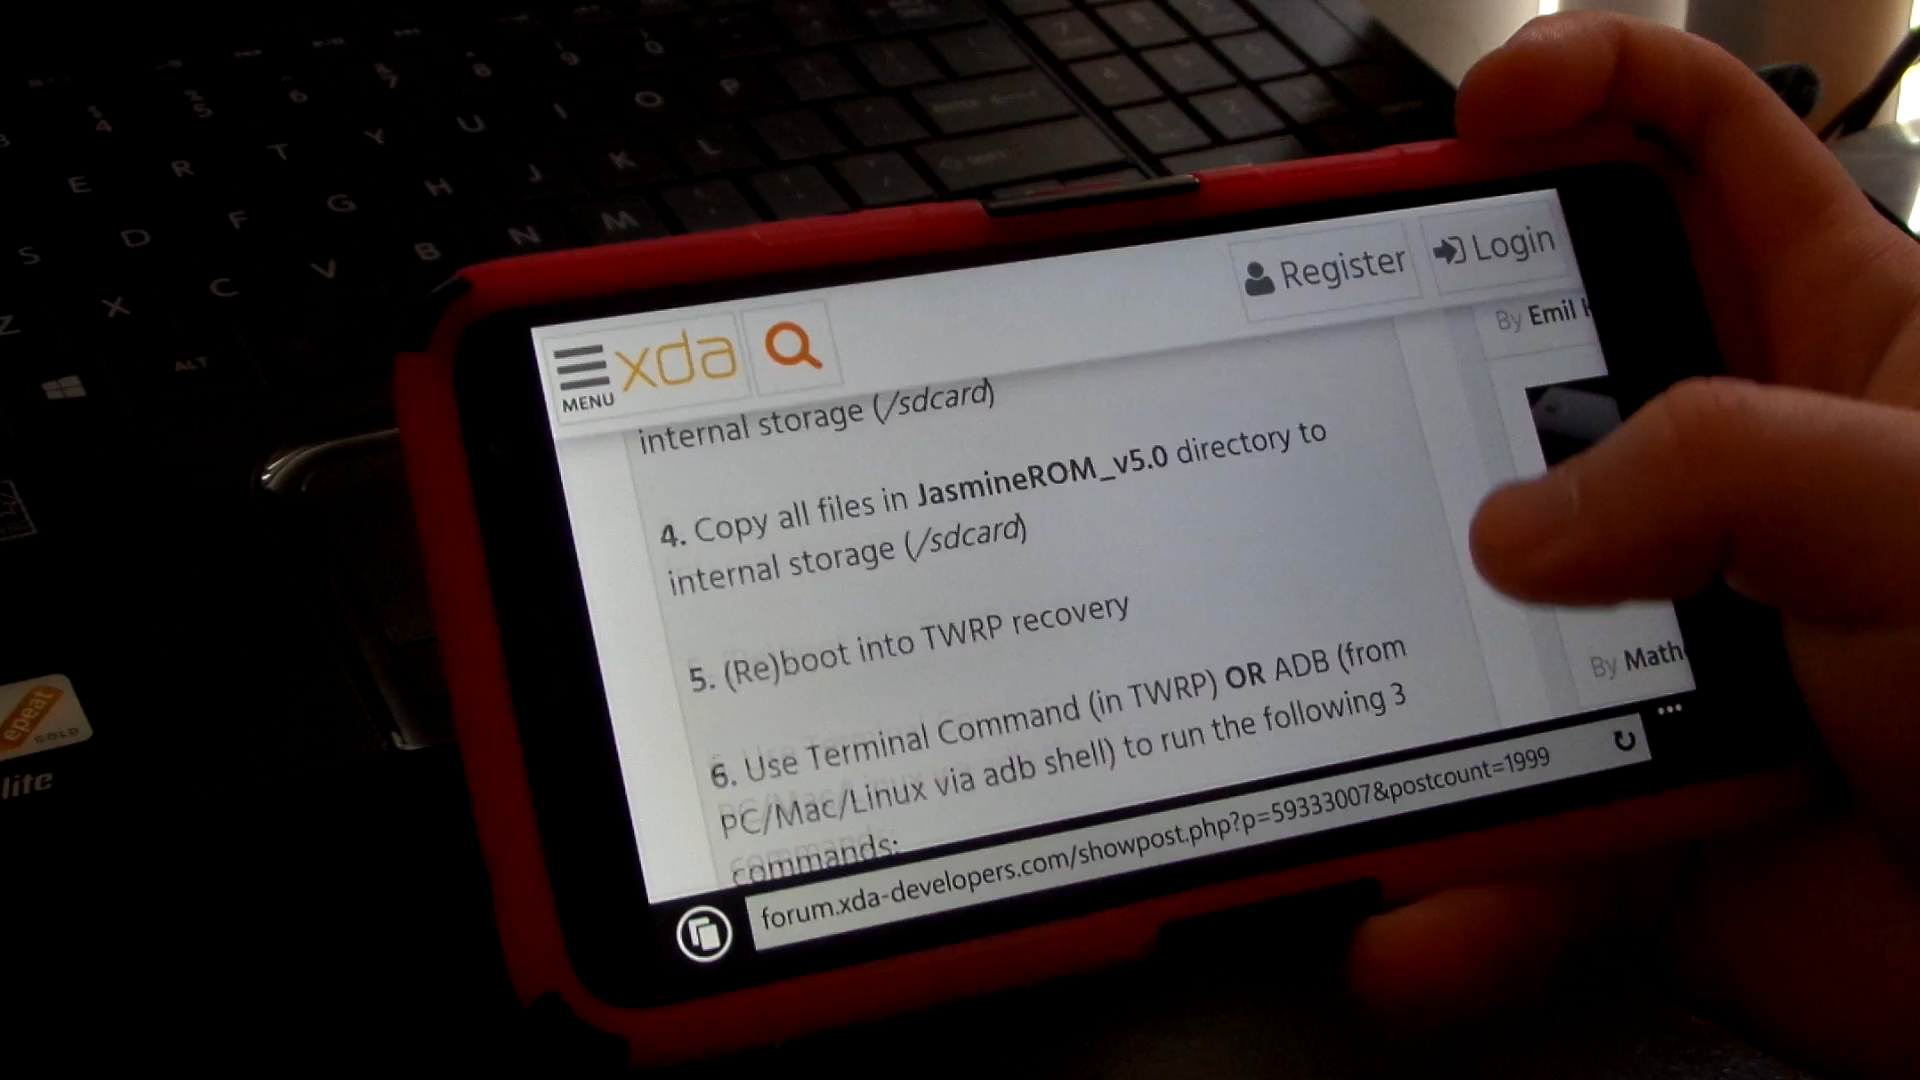 Register
Login
MENU
xda
By Emil
internal storage (/sdcard)
4. Copy all files in JasmineROM_v5.0 directory to
internal storage (/sdcard)
5. (Re)boot into TWRP recovery
6. Use Terminal Command (in TWRP) OR ADB (from
PC/Mac/Linux via adb shell) to run the following 3
commands:
By Math
forum.xda-developers.com/showpost.php?p=59333007&postcount=1999
E R T Y U I O P
S D F G H J K L
Z X C V B N M
ALT
epeat
GOLD
lite